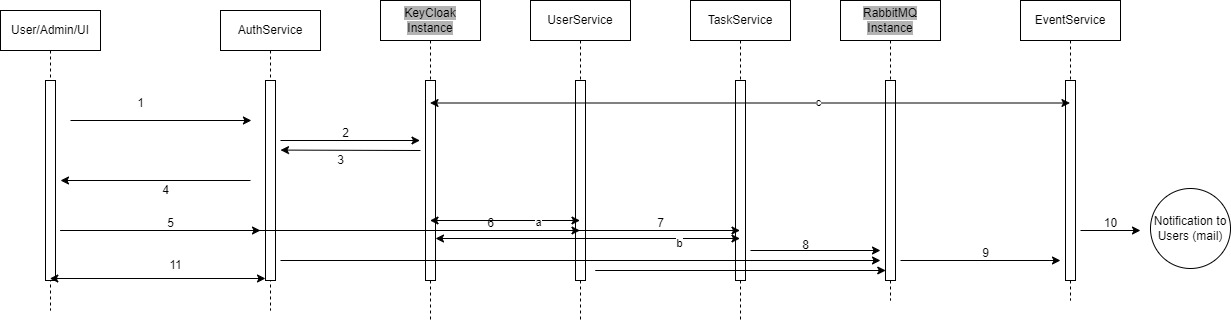 User/Admin/UI
AuthService
KeyCloak
Instance
UserService
TaskService
RabbitMQ
Instance
EventService
1
c
2
3
4
5
6
a
7
b
8
9
10
11
Notification to
Users (mail)